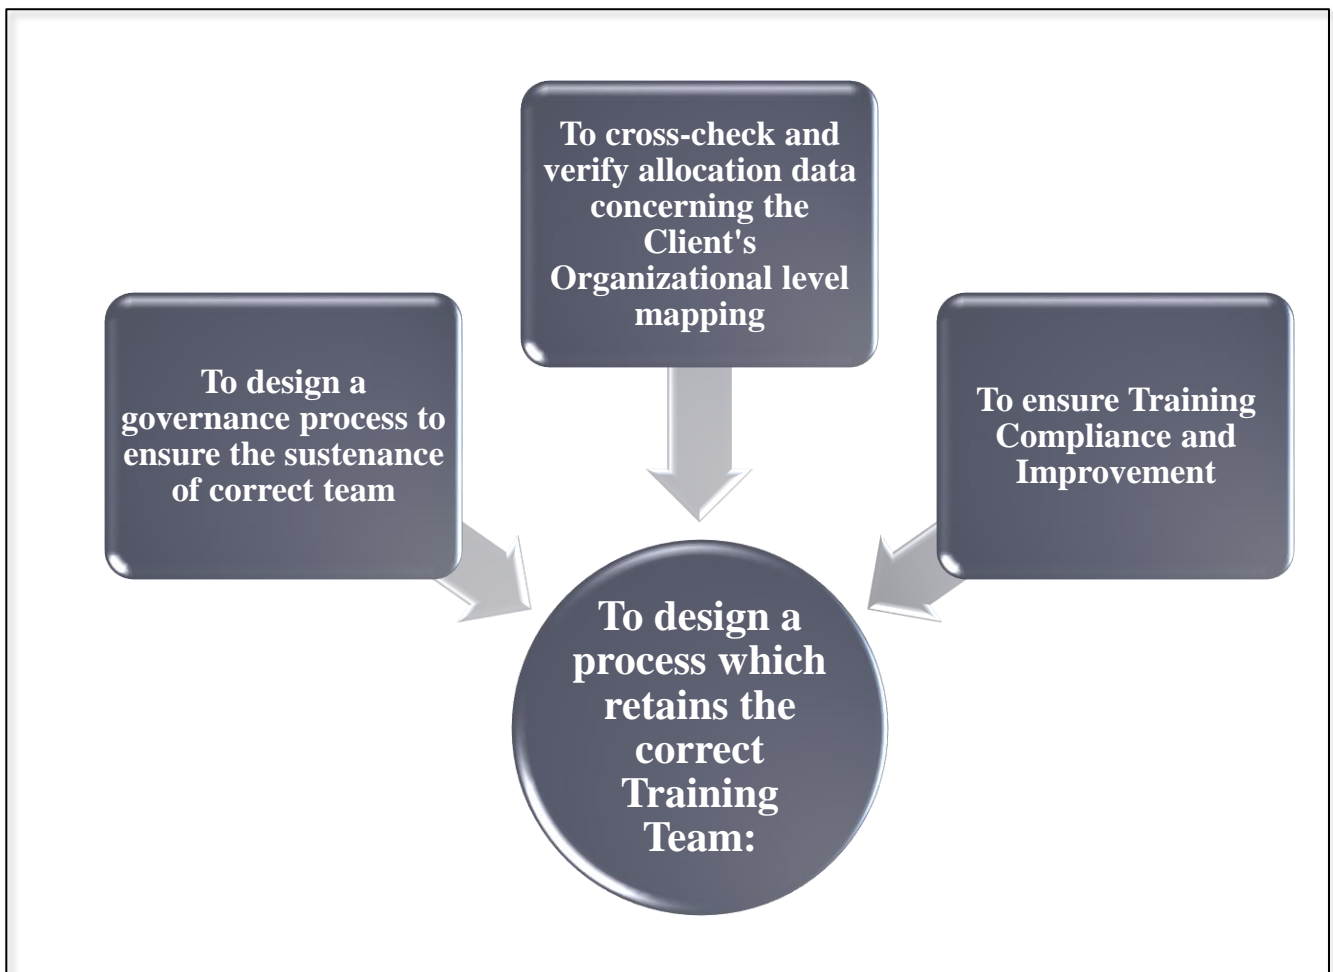 To cross-check and
verify allocation data
concerning the
Client's
Organizational level
mapping
To design a
governance process to
ensure the sustenance
of correct team
To ensure Training
Compliance and
Improvement
To design a
process which
retains the
correct
Training
Team: